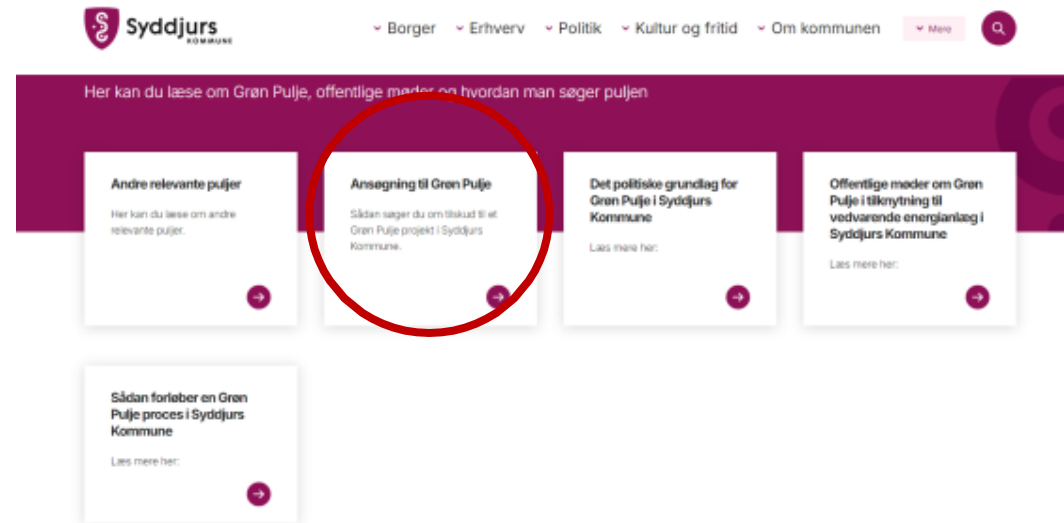 Syddjurs
KOMMUNE
Borger
Erhverv
Politik
Kultur og fritid
Om kommunen
Mere
Her kan du læse om Grøn Pulje, offentlige møder og hvordan man søger puljen
Andre relevante puljer
Her kan du læse om andre
relevante puljer.
Ansøgning til Grøn Pulje
Sådan søger du om tilskud til et
Grøn Pulje projekt i Syddjurs
Kommune.
Det politiske grundlag for
Grøn Pulje i Syddjurs
Kommune
Læs mere her:
Offentlige møder om Grøn
Pulje i tilknytning til
vedvarende energianlæg i
Syddjurs Kommune
Læs mere her:
Sådan forløber en Grøn
Pulje proces i Syddjurs
Kommune
Læs mere her: